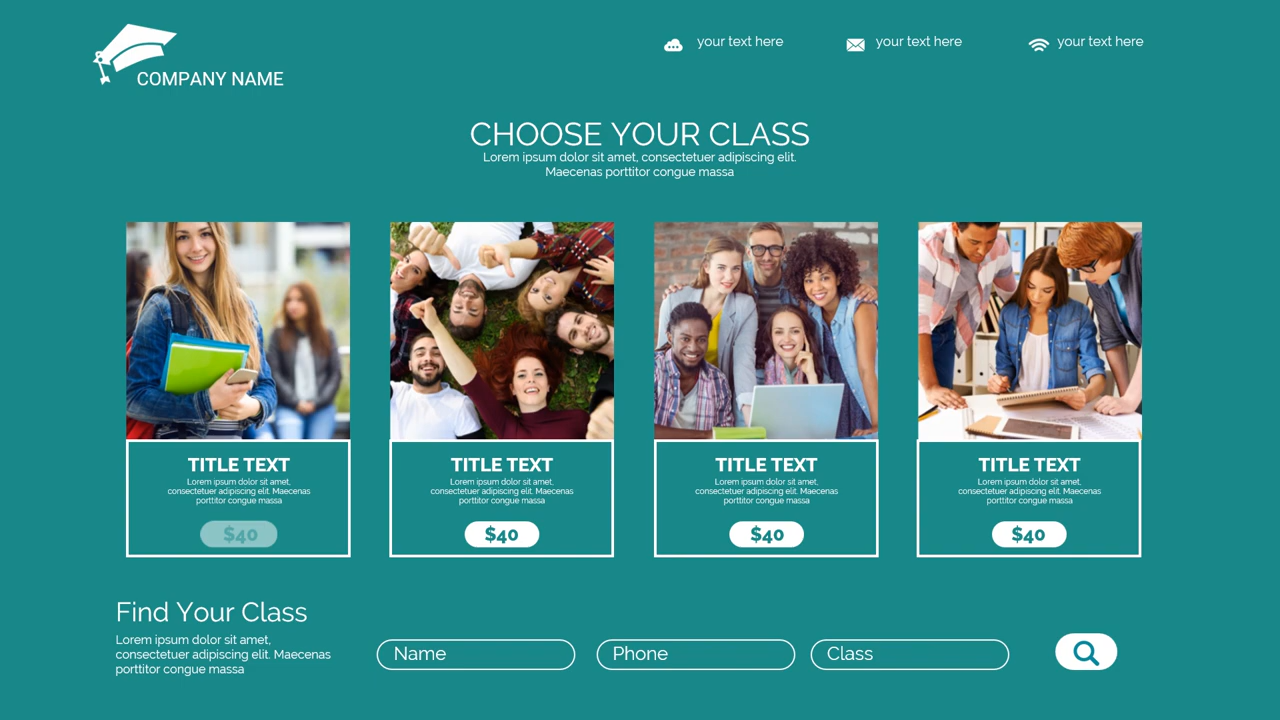 COMPANY NAME
your text here
your text here
your text here
CHOOSE YOUR CLASS
Lorem ipsum dolor sit amet, consectetuer adipiscing elit.
Maecenas porttitor congue massa
TITLE TEXT
Lorem ipsum dolor sit amet,
consectetuer adipiscing elit. Maecenas
porttitor congue massa
$40
TITLE TEXT
Lorem ipsum dolor sit amet,
consectetuer adipiscing elit. Maecenas
porttitor congue massa
$40
TITLE TEXT
Lorem ipsum dolor sit amet,
consectetuer adipiscing elit. Maecenas
porttitor congue massa
$40
TITLE TEXT
Lorem ipsum dolor sit amet,
consectetuer adipiscing elit. Maecenas
porttitor congue massa
$40
Find Your Class
Lorem ipsum dolor sit amet,
consectetuer adipiscing elit. Maecenas
porttitor congue massa
Name
Phone
Class